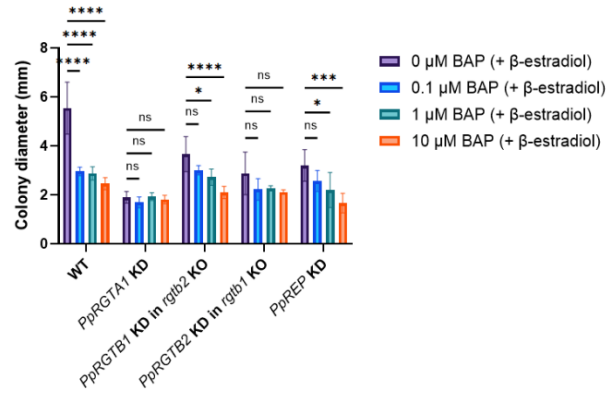 ****
****
****
ns
ns
ns
****
*
ns
ns
ns
ns
***
*
ns
8
6
4
2
0
Colony diameter (mm)
WT
PpRGTA1 KD
PpRGTB1 KD in rgtb2 KO
PpRGTB2 KD in rgtb1 KO
PpREP KD
0 μM BAP (+ β-estradiol)
0.1 μM BAP (+ β-estradiol)
1 μM BAP (+ β-estradiol)
10 μM BAP (+ β-estradiol)